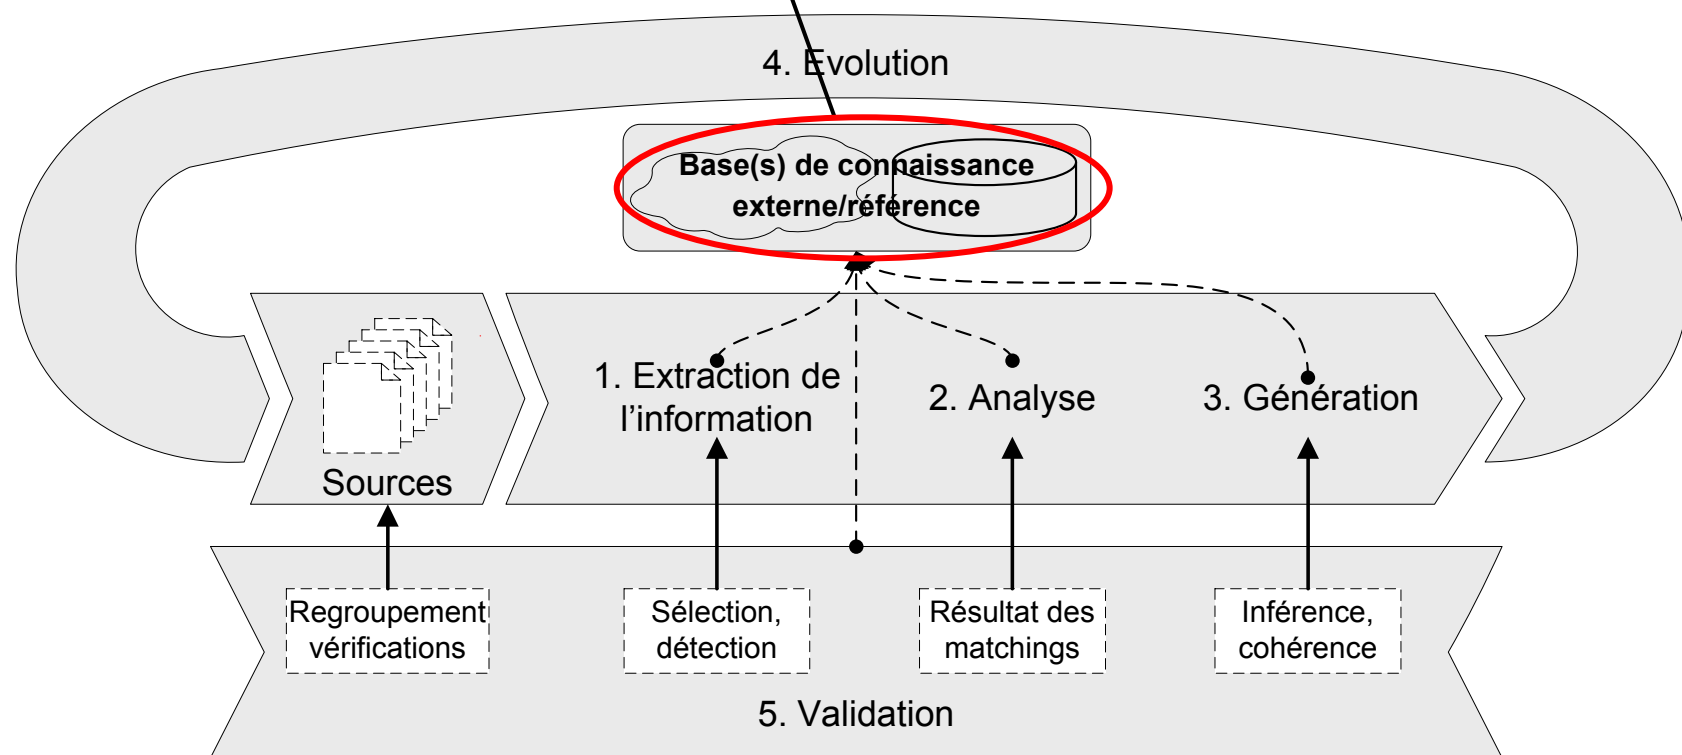 4. Evolution
Base(s) de connaissance
externe/référence
1. Extraction de
l'information
2. Analyse
3. Génération
Sources
Regroupement
vérifications
Sélection,
détection
Résultat des
matchings
Inférence,
cohérence
5. Validation